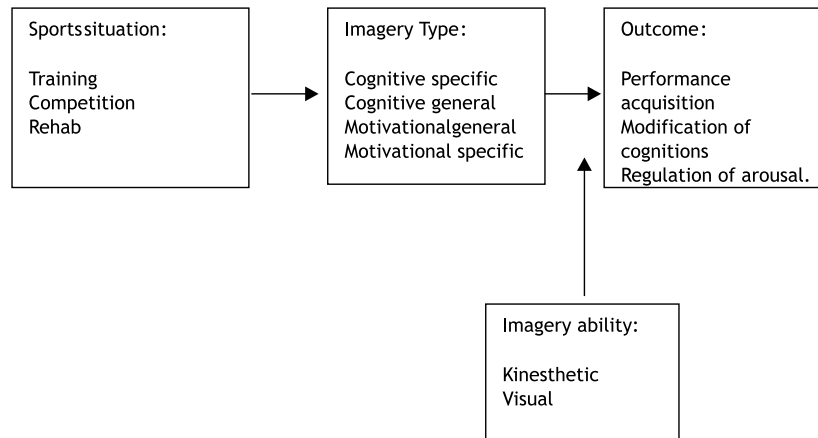 Sportssituation:
Training
Competition
Rehab
Imagery Type:
Cognitive specific
Cognitive general
Motivationalgeneral
Motivational specific
Outcome:
Performance
acquisition
Modification of
cognitions
Regulation of arousal.
Imagery ability:
Kinesthetic
Visual